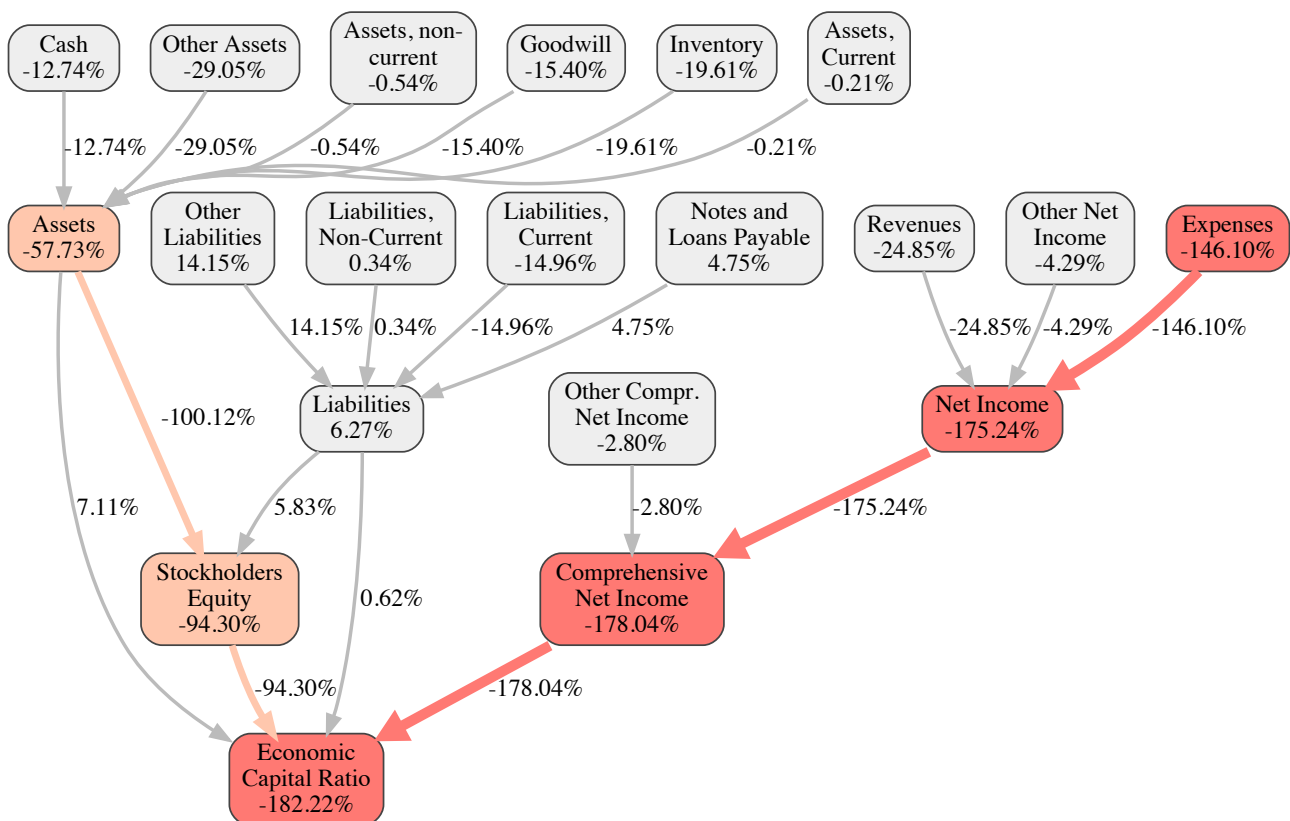 Cash
-12.74%
Other Assets
-29.05%
Assets, non-
current
-0.54%
Goodwill
-15.40%
Inventory
-19.61%
Assets,
Current
-0.21%
-12.74%
-29.05%
-0.54%
-15.40%
-19.61%
-0.21%
Assets
-57.73%
Other
Liabilities
14.15%
Liabilities,
Non-Current
0.34%
Liabilities,
Current
-14.96%
Notes and
Loans Payable
4.75%
Revenues
-24.85%
Other Net
Income
-4.29%
Expenses
-146.10%
14.15%
0.34%
-14.96%
4.75%
-24.85%
-4.29%
-146.10%
Liabilities
6.27%
Other Compr.
Net Income
-2.80%
Net Income
-175.24%
-100.12%
7.11%
5.83%
-2.80%
-175.24%
Stockholders
Equity
-94.30%
0.62%
Comprehensive
Net Income
-178.04%
-94.30%
-178.04%
Economic
Capital Ratio
-182.22%